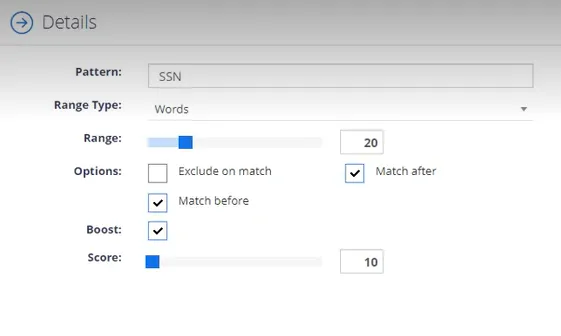 Details
Pattern: SSN
Range Type: Words
Range: 20
Options: Exclude on match Match after
Match before
Boost:
Score: 10